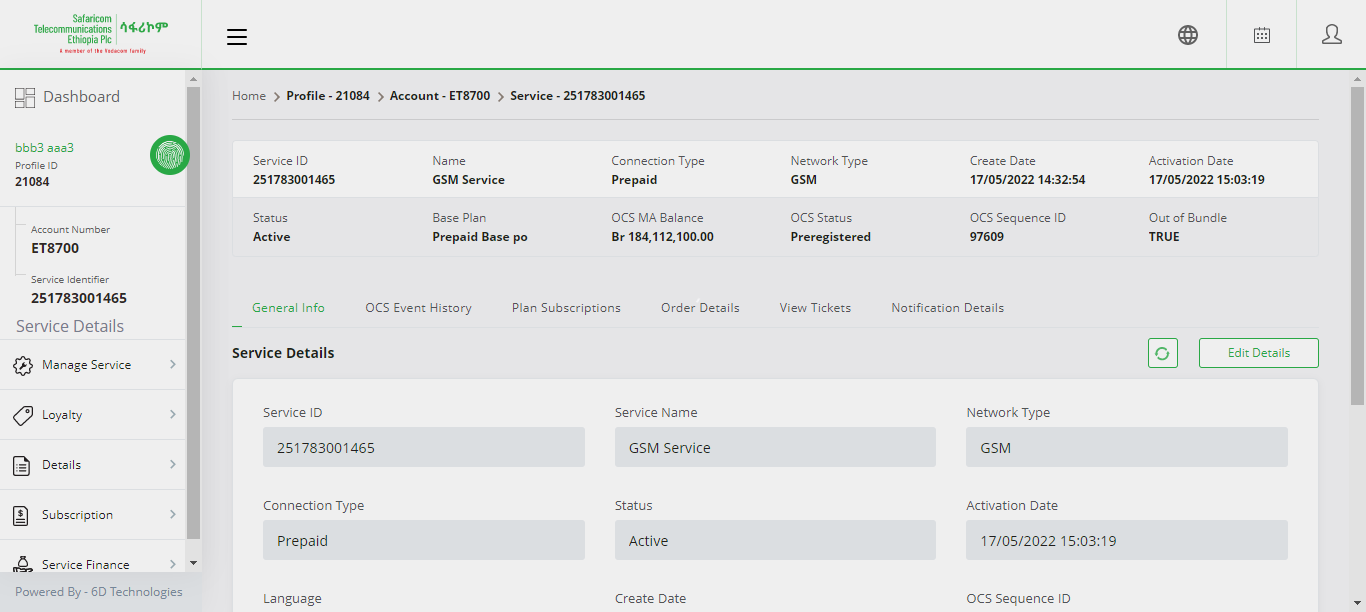 Safaricom
Telecommunications
Ethiopia Plc
ሳፋሪኮም
A member of the Vodacom family
Dashboard
bbb3 aaa3
Profile ID
21084
Account Number
ET8700
Service Identifier
251783001465
Service Details
Manage Service
Loyalty
Details
Subscription
Service Finance
Powered By - 6D Technologies
Home > Profile - 21084 > Account - ET8700 > Service - 251783001465
Service ID Name Connection Type Network Type Create Date Activation Date
251783001465 GSM Service Prepaid GSM 17/05/2022 14:32:54 17/05/2022 15:03:19
Status Base Plan OCS MA Balance OCS Status OCS Sequence ID Out of Bundle
Active Prepaid Base po Br 184,112,100.00 Preregistered 97609 TRUE
General Info OCS Event History Plan Subscriptions Order Details View Tickets Notification Details
Service Details Edit Details
Service ID Service Name Network Type
251783001465 GSM Service GSM
Connection Type Status Activation Date
Prepaid Active 17/05/2022 15:03:19
Language Create Date OCS Sequence ID